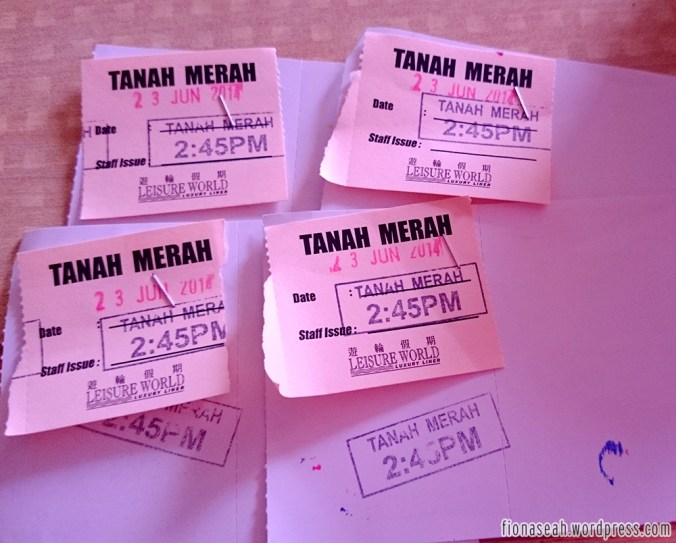 TANAH MERAH
23 JUN 2014
Date : TANAH MERAH
2:45PM
Staff Issue :
遊輪假期
LEISURE WORLD
LUXURY LINER
TANAH MERAH
23 JUN 2014
Date : TANAH MERAH
2:45PM
Staff Issue :
遊輪假期
LEISURE WORLD
LUXURY LINER
TANAH MERAH
23 JUN 2014
Date : TANAH MERA
2:45PM
Staff Issue :
遊輪假期
LEISURE WORLD
LUXURY LINER
MERAH
2:45PM
TANAH MERAH
23 JUN 2014
Date : TANAH MERAH
2:45PM
Staff Issue :
遊輪假期
LEISURE WORLD
LUXURY LINER
TANAH MERAH
2:45PM
fionaseah.wordpress.com